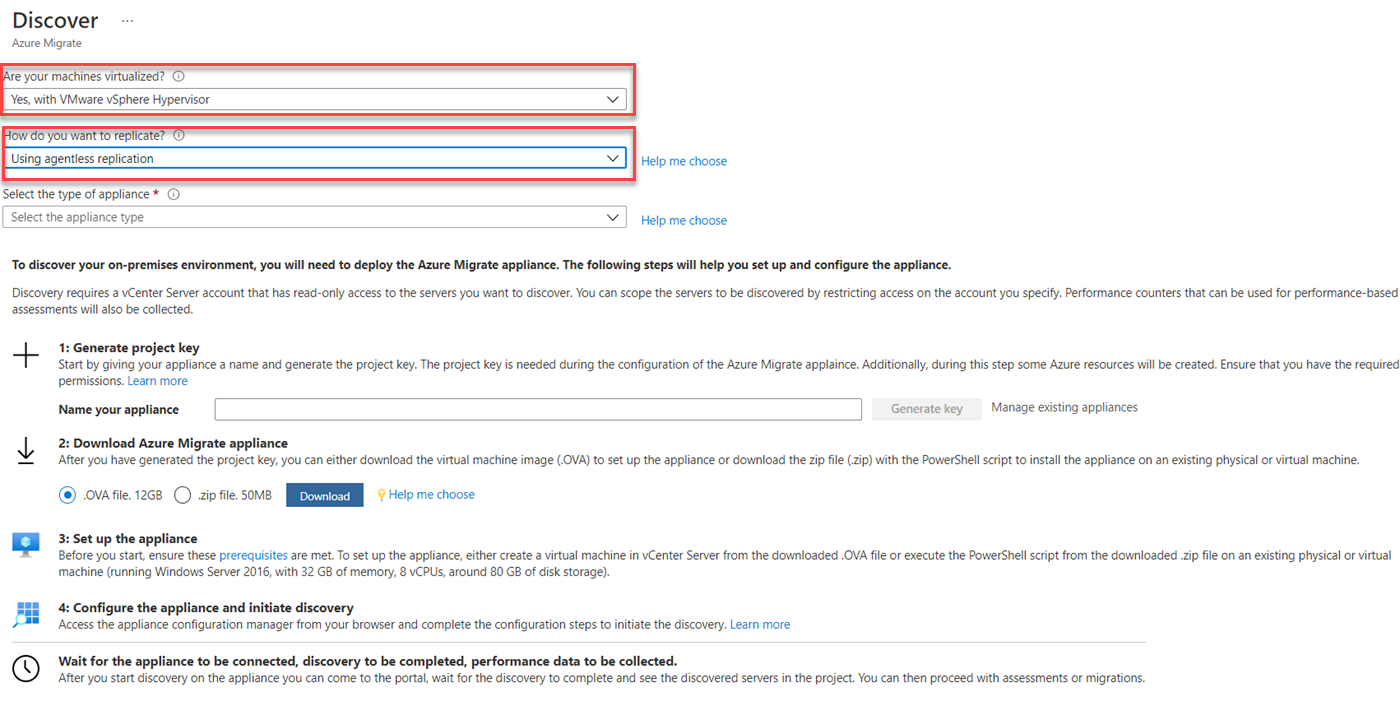 Discover ...
Azure Migrate
Are your machines virtualized?
Yes, with VMware vSphere Hypervisor
How do you want to replicate?
Using agentless replication
Help me choose
Select the type of appliance *
Select the appliance type
Help me choose
To discover your on-premises environment, you will need to deploy the Azure Migrate appliance. The following steps will help you set up and configure the appliance.
Discovery requires a vCenter Server account that has read-only access to the servers you want to discover. You can scope the servers to be discovered by restricting access on the account you specify. Performance counters that can be used for performance-based
assessments will also be collected.
1: Generate project key
Start by giving your appliance a name and generate the project key. The project key is needed during the configuration of the Azure Migrate applaince. Additionally, during this step some Azure resources will be created. Ensure that you have the required
permissions. Learn more
Name your appliance
Generate key
Manage existing appliances
2: Download Azure Migrate appliance
After you have generated the project key, you can either download the virtual machine image (.OVA) to set up the appliance or download the zip file (.zip) with the PowerShell script to install the appliance on an existing physical or virtual machine.
.OVA file. 12GB
.zip file. 50MB
Download
Help me choose
3: Set up the appliance
Before you start, ensure these prerequisites are met. To set up the appliance, either create a virtual machine in vCenter Server from the downloaded .OVA file or execute the PowerShell script from the downloaded .zip file on an existing physical or virtual
machine (running Windows Server 2016, with 32 GB of memory, 8 vCPUs, around 80 GB of disk storage).
4: Configure the appliance and initiate discovery
Access the appliance configuration manager from your browser and complete the configuration steps to initiate the discovery. Learn more
Wait for the appliance to be connected, discovery to be completed, performance data to be collected.
After you start discovery on the appliance you can come to the portal, wait for the discovery to complete and see the discovered servers in the project. You can then proceed with assessments or migrations.